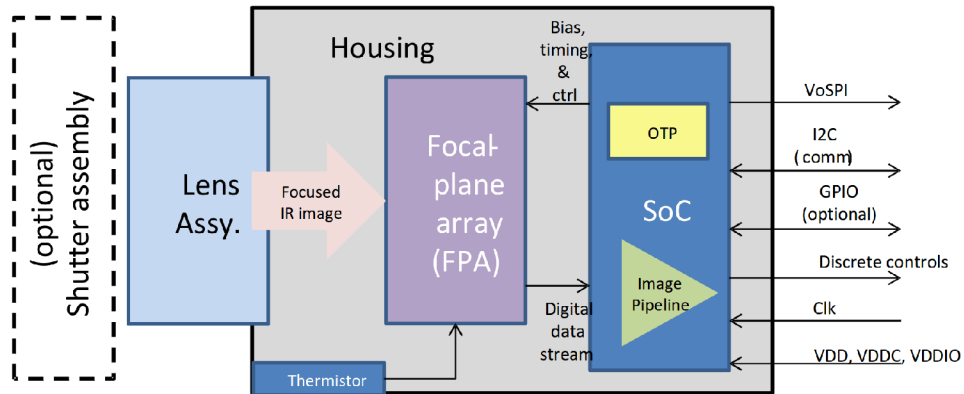 (optional)
Shutter assembly
Lens
Assy.
Housing
Focused
IR image
Focal-
plane
array
(FPA)
Thermistor
Bias,
timing,
&
ctrl
Digital
data
stream
OTP
SoC
Image
Pipeline
VoSPI
I2C
(comm)
GPIO
(optional)
Discrete controls
Clk
VDD, VDDC, VDDIO